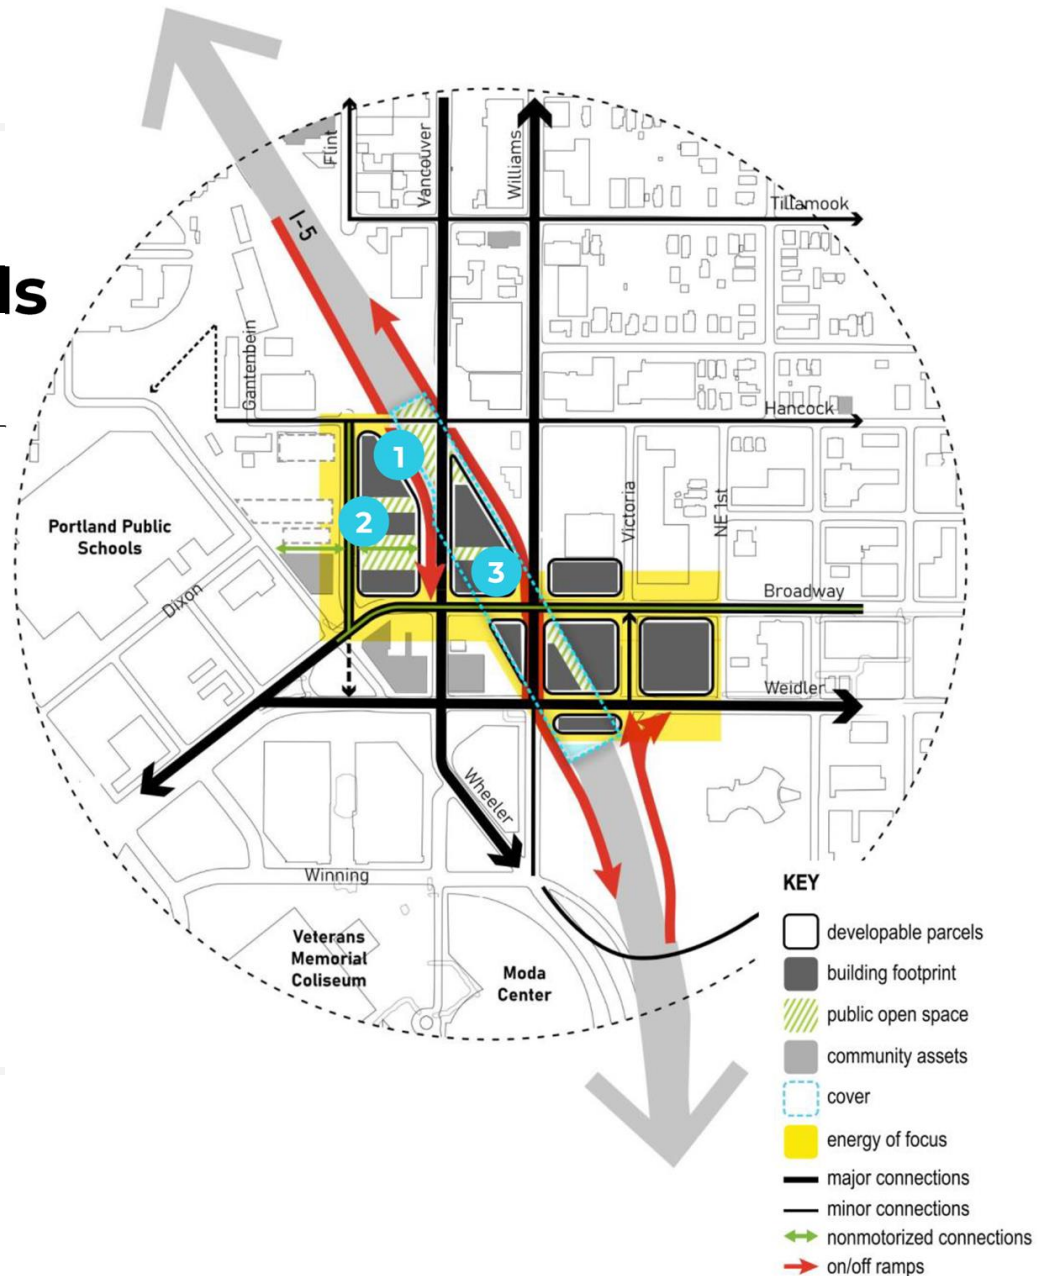 ls
Flint
Vancouver
Williams
Tillamook
I-5
Gantenbein
Hancock
1
Portland Public
Schools
2
Victoria
NE 1st
3
Dixon
Broadway
Weidler
Wheeler
Winning
Veterans
Memorial
Coliseum
Moda
Center
KEY
developable parcels
building footprint
public open space
community assets
cover
energy of focus
major connections
minor connections
nonmotorized connections
on/off ramps